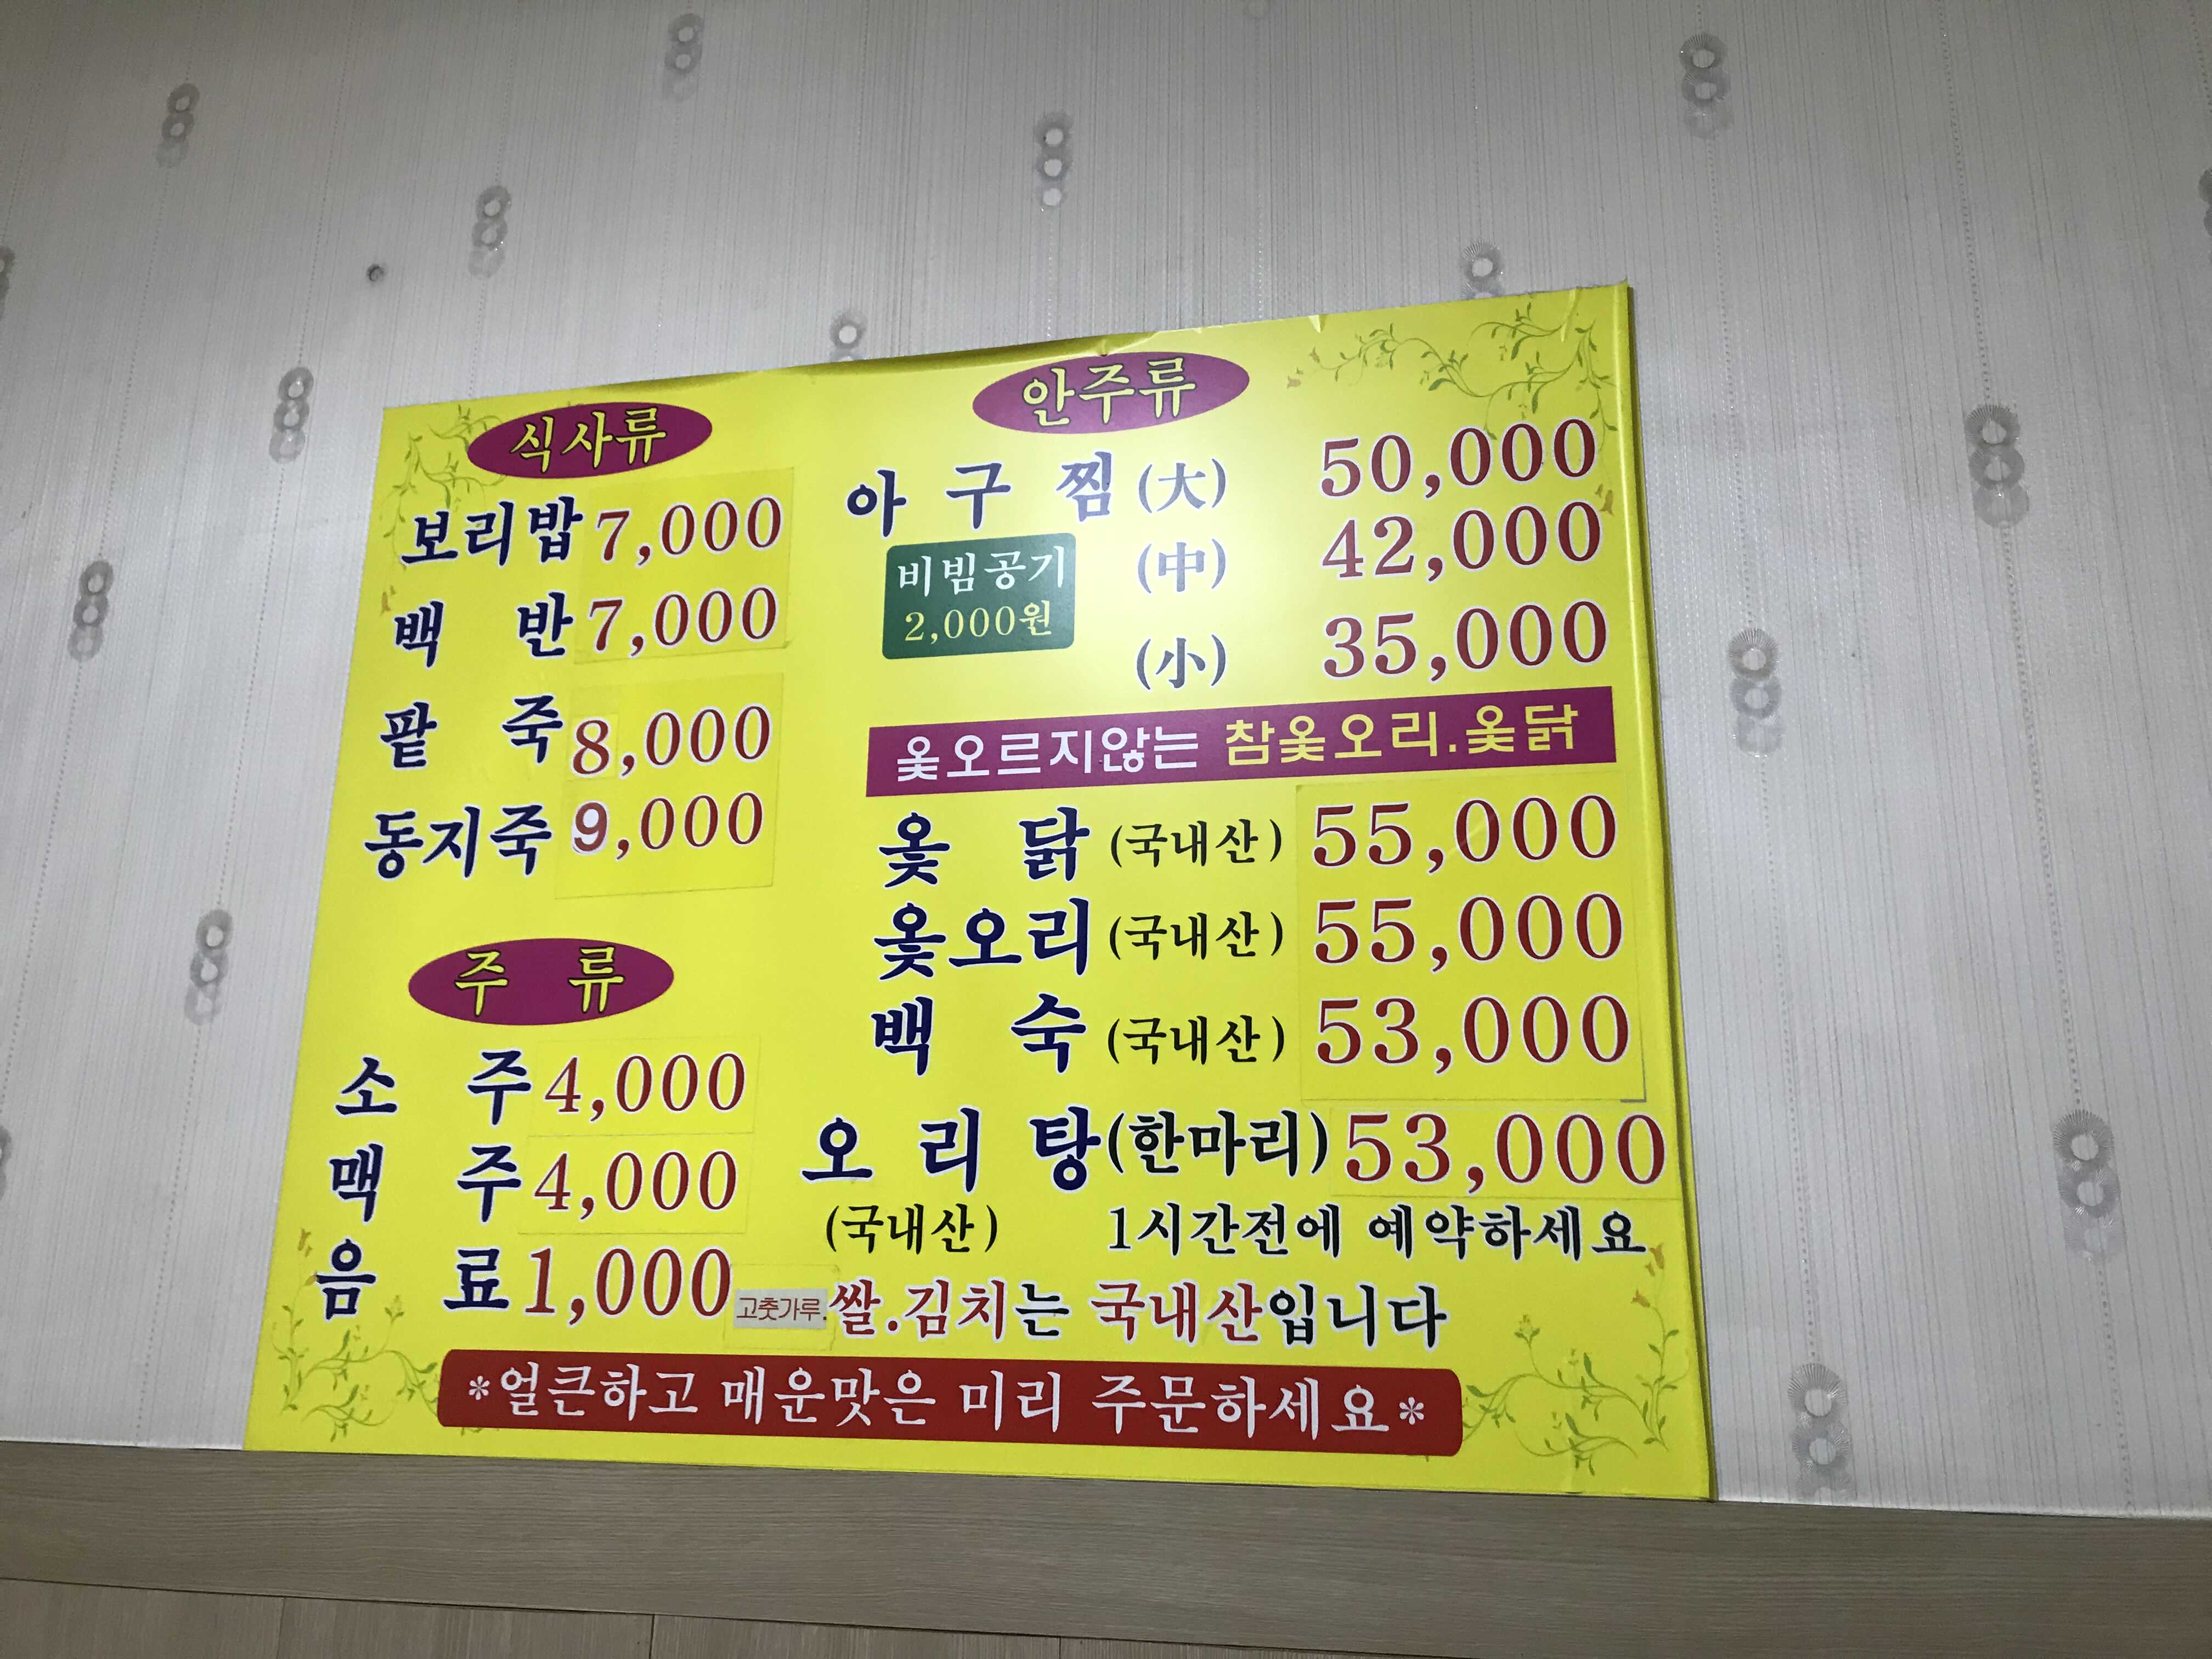 식사류
보리밥 7,000
백 반 7,000
팥 죽 8,000
동지죽 9,000
주 류
소 주 4,000
맥 주 4,000
음 료 1,000
안주류
아 구 찜 (大) 50,000
비빔공기
2,000원
(中) 42,000
(小) 35,000
옻오르지않는 참옻오리.옻닭
옻 닭 (국내산) 55,000
옻오리 (국내산) 55,000
백 숙 (국내산) 53,000
오 리 탕(한마리) 53,000
(국내산) 1시간전에 예약하세요
고춧가루.쌀.김치는 국내산입니다
*얼큰하고 매운맛은 미리 주문하세요*